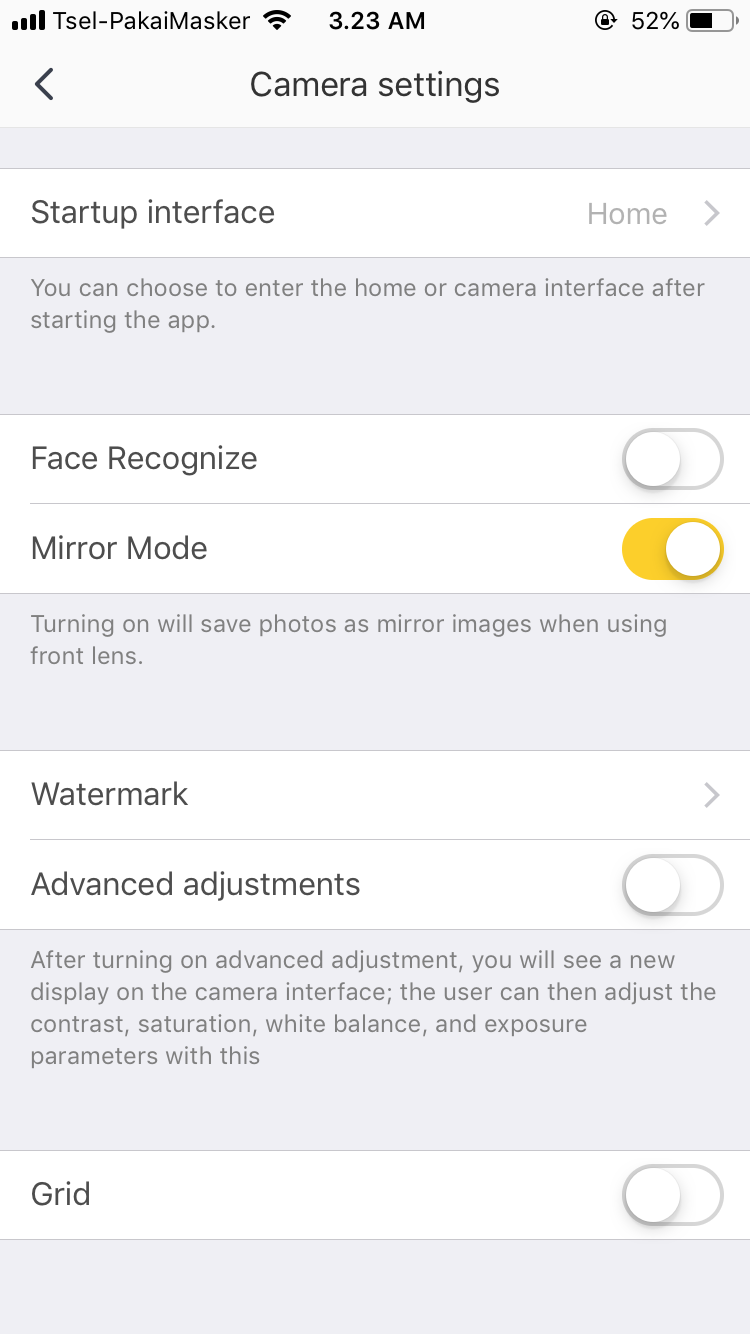 Tsel-PakaiMasker 3.23 AM 52%
Camera settings
Startup interface Home
You can choose to enter the home or camera interface after
starting the app.
Face Recognize
Mirror Mode
Turning on will save photos as mirror images when using
front lens.
Watermark
Advanced adjustments
After turning on advanced adjustment, you will see a new
display on the camera interface; the user can then adjust the
contrast, saturation, white balance, and exposure
parameters with this
Grid